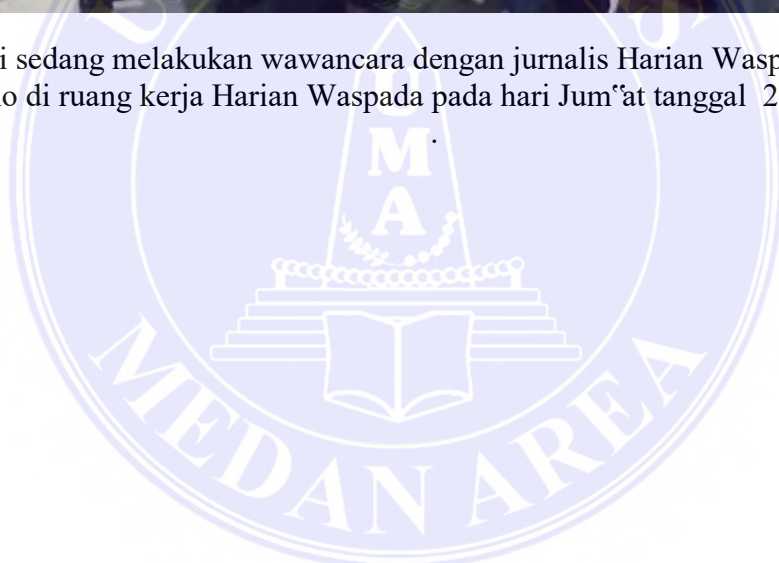 i sedang melakukan wawancara dengan jurnalis Harian Wasp
o di ruang kerja Harian Waspada pada hari Jum‟at tanggal 2
.
U
M
A
MEDAN AREA